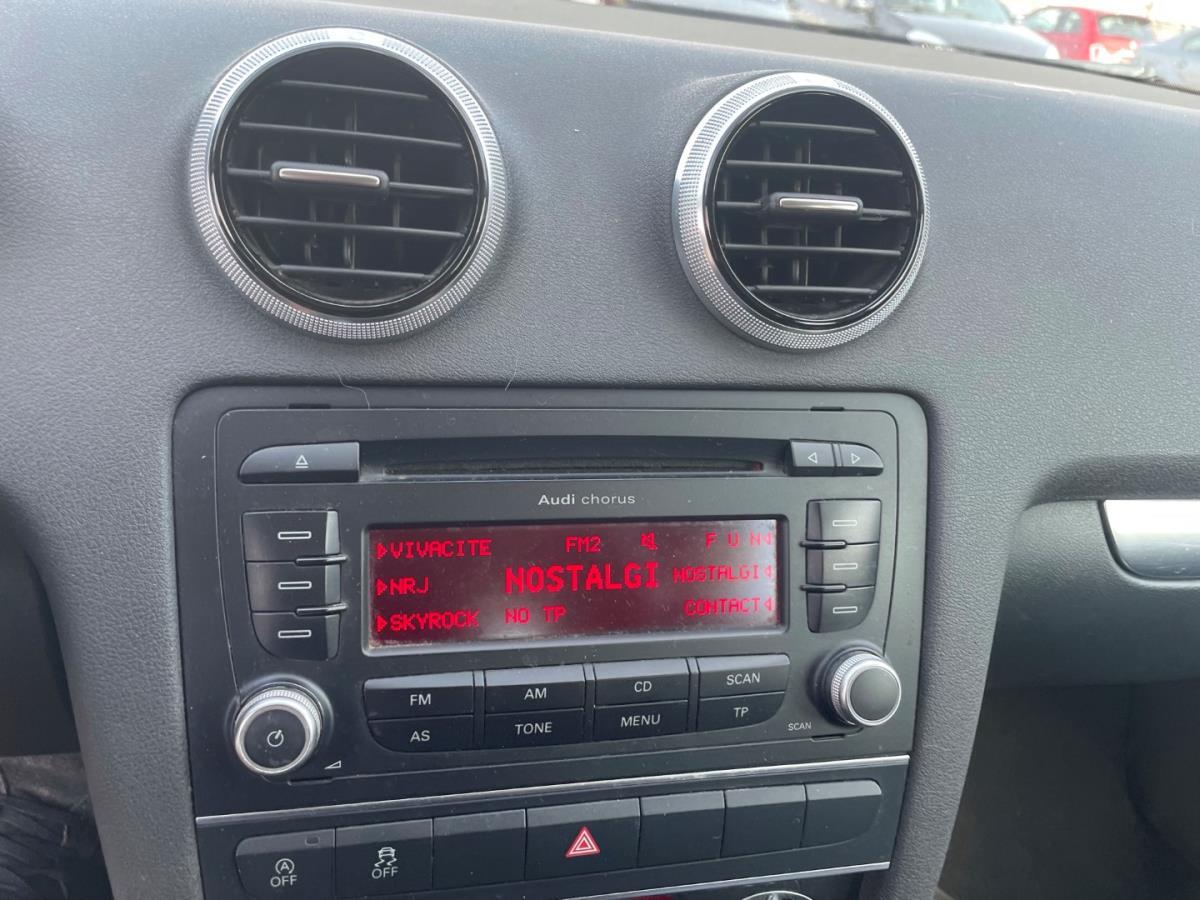 Audi chorus
VIVACITE FM2 F U N
NRJ NOSTALGI NOSTALGI
SKYROCK NO TP CONTACT
FM AM CD SCAN
AS TONE MENU TP
SCAN
A
OFF OFF